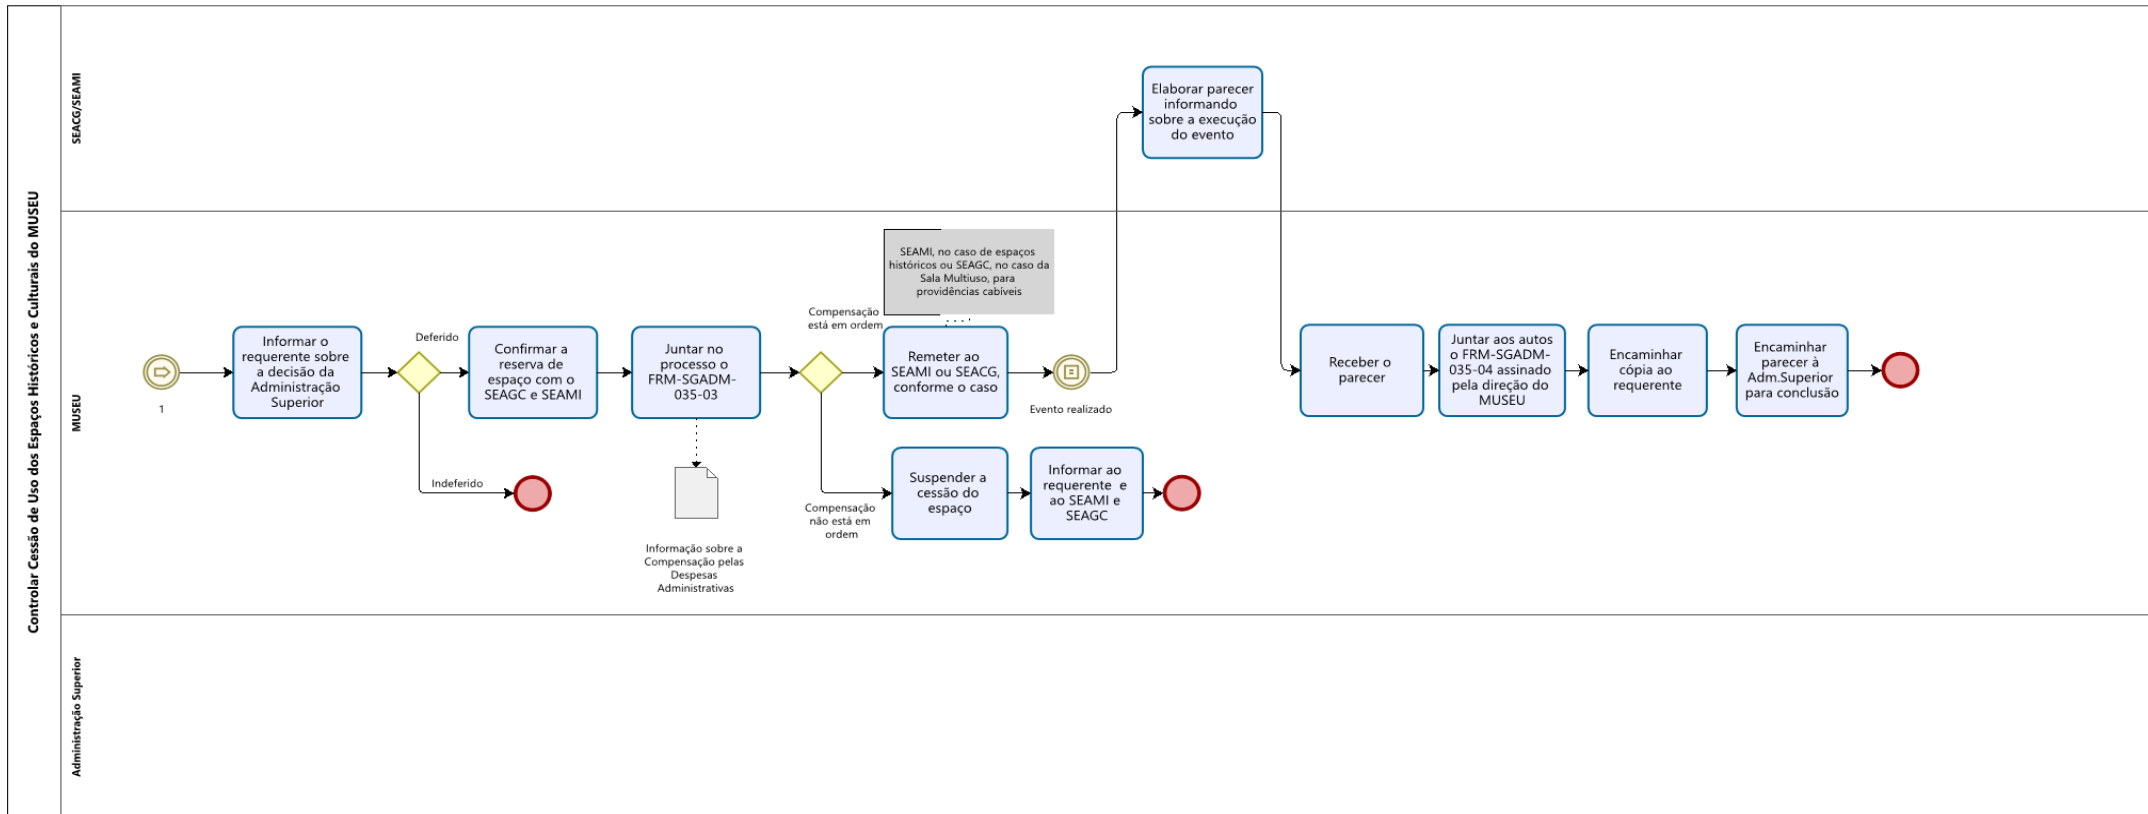 Controlar Cessão de Uso dos Espaços Históricos e Culturais do MUSEU
SEACG/SEAMI
Elaborar parecer
informando
sobre a execução
do evento
MUSEU
1
Informar o
requerente sobre
a decisão da
Administração
Superior
Deferido
Indeferido
Confirmar a
reserva de
espaço com o
SEAGC e SEAMI
Juntar no
processo o
FRM-SGADM-
035-03
Informação sobre a
Compensação pelas
Despesas
Administrativas
Compensação
está em ordem
SEAMI, no caso de espaços
históricos ou SEAGC, no caso da
Sala Multiuso, para
providências cabíveis
Remeter ao
SEAMI ou SEACG,
conforme o caso
Evento realizado
Compensação
não está em
ordem
Suspender a
cessão do
espaço
Informar ao
requerente e
ao SEAMI e
SEAGC
Receber o
parecer
Juntar aos autos
o FRM-SGADM-
035-04 assinado
pela direção do
MUSEU
Encaminhar
cópia ao
requerente
Encaminhar
parecer à
Adm.Superior
para conclusão
Administração Superior